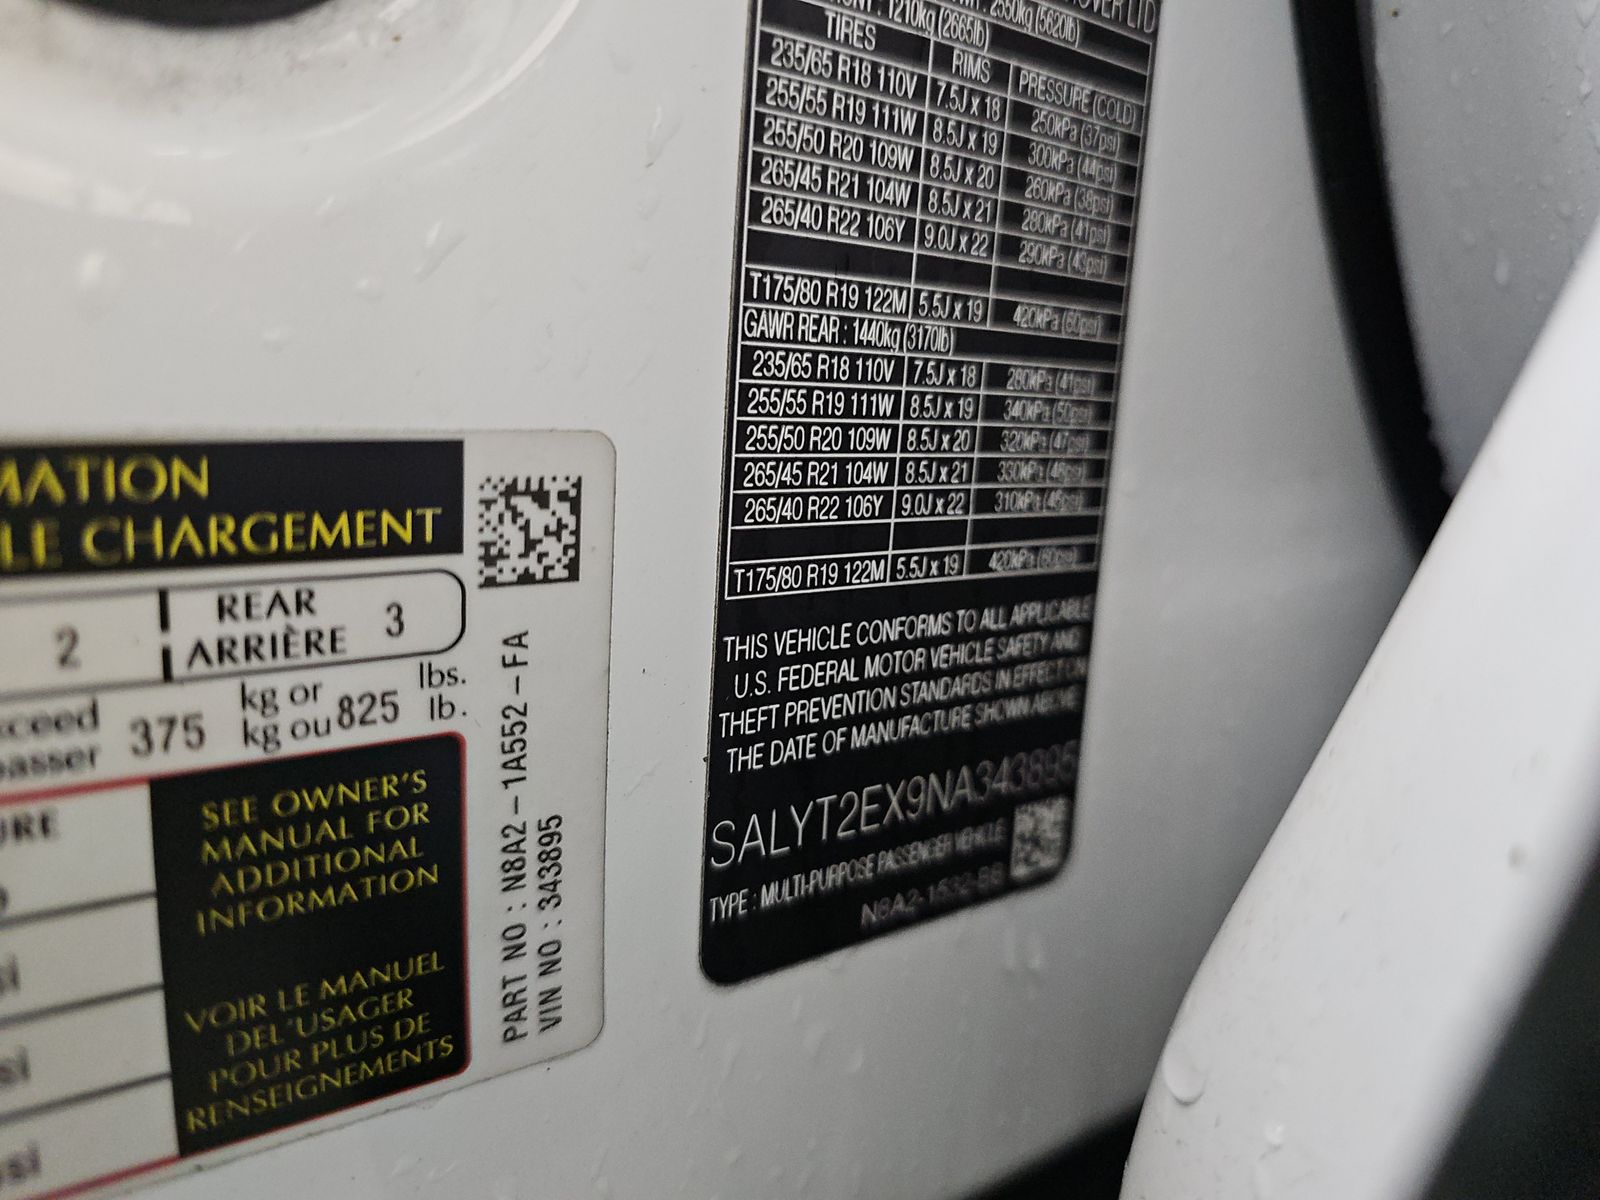 MATION
LE CHARGEMENT
2
REAR
ARRIÈRE 3
375 kg or 825 lbs.
kg ou lb.
SEE OWNER'S
MANUAL FOR
ADDITIONAL
INFORMATION
VOIR LE MANUEL
DEL'USAGER
POUR PLUS DE
RENSEIGNEMENTS
PART NO : N8A2-1A552-FA
VIN NO : 343895
OVER LTD
1210kg (2665lb) 2550kg (5620lb)
TIRES RIMS PRESSURE (COLD)
235/65 R18 110V 7.5J x 18 250kPa (37psi)
255/55 R19 111W 8.5J x 19 300kPa (44psi)
255/50 R20 109W 8.5J x 20 260kPa (38psi)
265/45 R21 104W 8.5J x 21 280kPa (41psi)
265/40 R22 106Y 9.0J x 22 290kPa (43psi)
T175/80 R19 122M 5.5J x 19 420kPa (60psi)
GAWR REAR : 1440kg (3170lb)
235/65 R18 110V 7.5J x 18 280kPa (41psi)
255/55 R19 111W 8.5J x 19 340kPa (50psi)
255/50 R20 109W 8.5J x 20 320kPa (47psi)
265/45 R21 104W 8.5J x 21 330kPa (48psi)
265/40 R22 106Y 9.0J x 22 310kPa (45psi)
T175/80 R19 122M 5.5J x 19 420kPa (60psi)
THIS VEHICLE CONFORMS TO ALL APPLICABLE
U.S. FEDERAL MOTOR VEHICLE SAFETY AND
THEFT PREVENTION STANDARDS IN EFFECT ON
THE DATE OF MANUFACTURE SHOWN ABOVE
SALYT2EX9NA343895
TYPE : MULTI-PURPOSE PASSENGER VEHICLE
N8A2-1532-BB